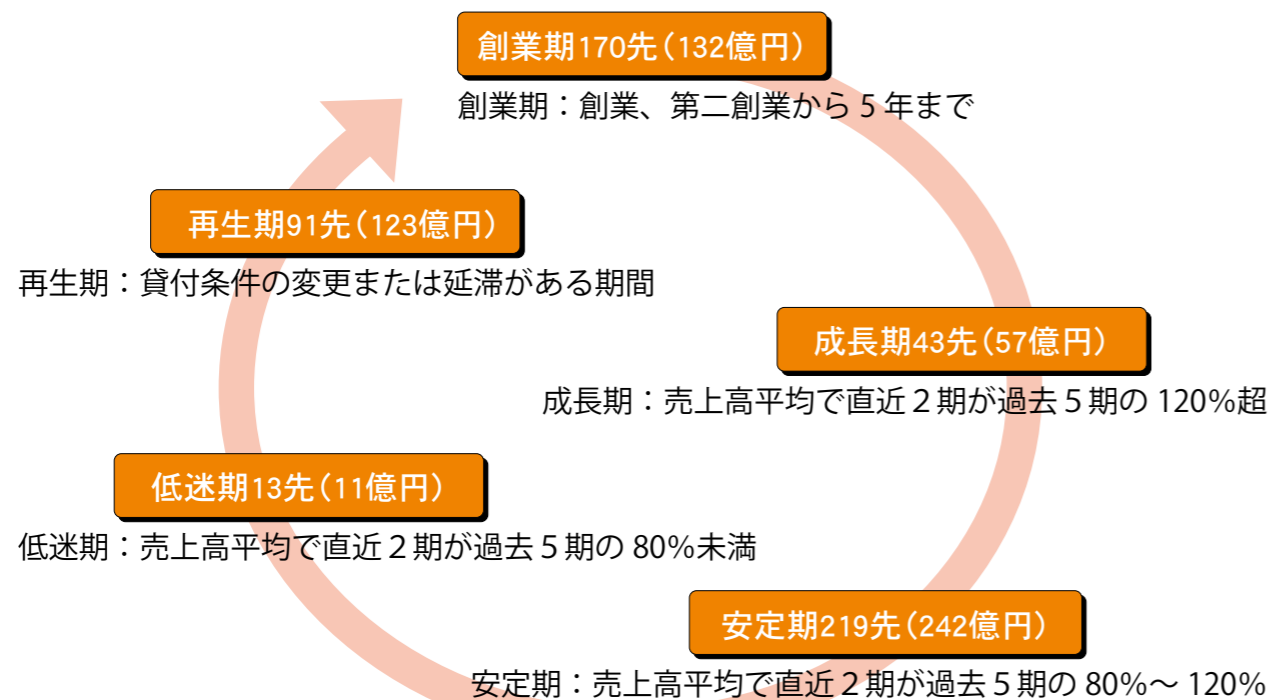 創業期170先(132億円)
創業期:創業、第二創業から5年まで
再生期91先(123億円)
再生期:貸付条件の変更または延滞がある期間
成長期43先(57億円)
成長期:売上高平均で直近2期が過去5期の120%超
低迷期13先(11億円)
低迷期:売上高平均で直近2期が過去5期の80%未満
安定期219先(242億円)
安定期:売上高平均で直近2期が過去5期の80%〜120%